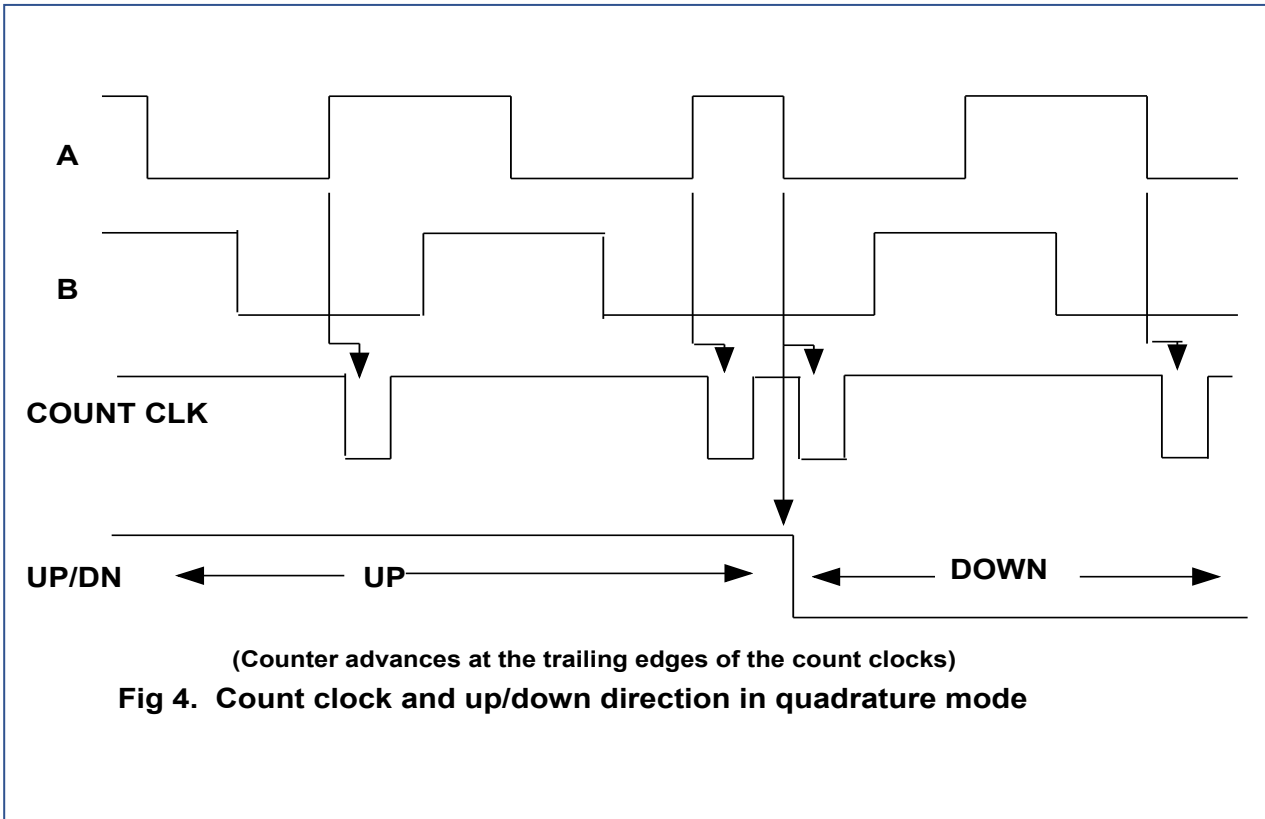 A
B
COUNT CLK
UP/DN
UP
DOWN
(Counter advances at the trailing edges of the count clocks)
Fig 4. Count clock and up/down direction in quadrature mode